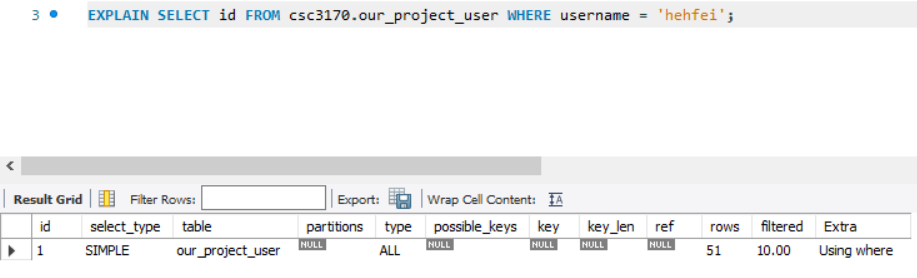 3 EXPLAIN SELECT id FROM csc3170.our_project_user WHERE username = 'hehfei';
Result Grid Filter Rows: Export: Wrap Cell Content: IA
id select_type table partitions type possible_keys key key_len ref rows filtered Extra
1 SIMPLE our_project_user NULL ALL NULL NULL NULL NULL 51 10.00 Using where